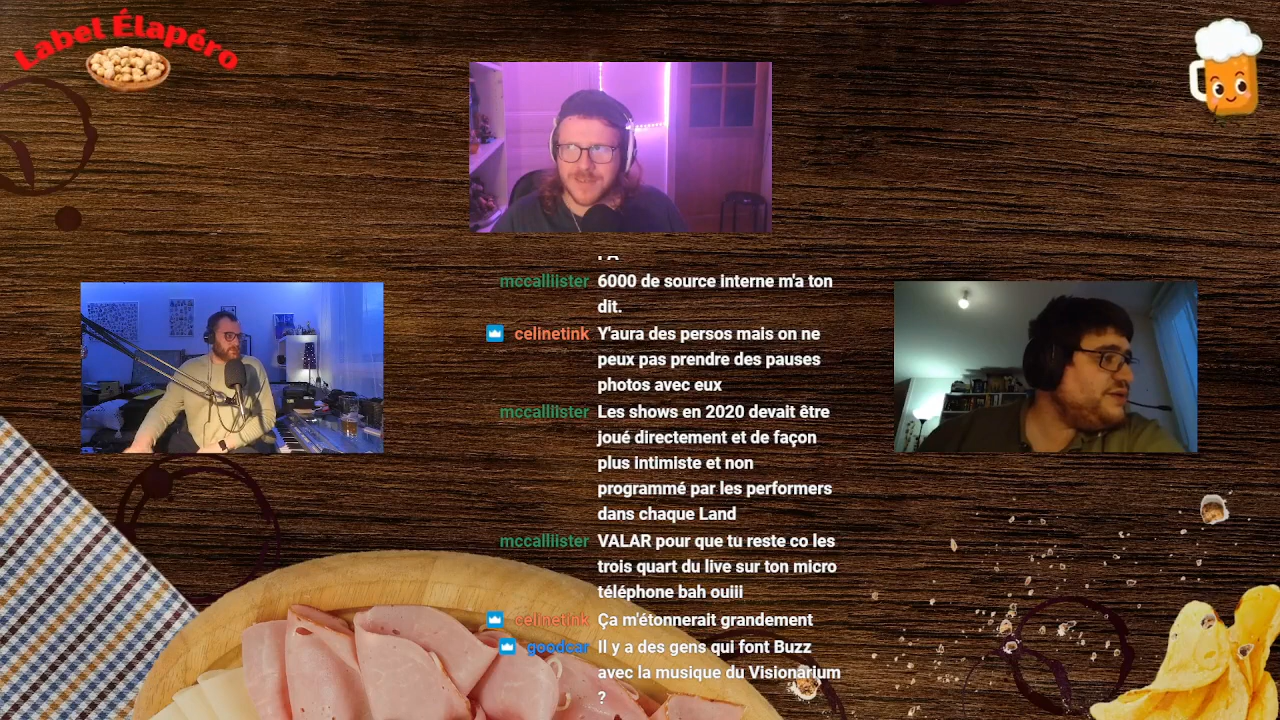 Label Élapéro
mccalliister 6000 de source interne m'a ton
dit.
celinetink Y'aura des persos mais on ne
peux pas prendre des pauses
photos avec eux
mccalliister Les shows en 2020 devait être
joué directement et de façon
plus intimiste et non
programmé par les performers
dans chaque Land
mccalliister VALAR pour que tu reste co les
trois quart du live sur ton micro
téléphone bah ouiii
celinetink Ça m'étonnerait grandement
goodcar Il y a des gens qui font Buzz
avec la musique du Visionarium
?